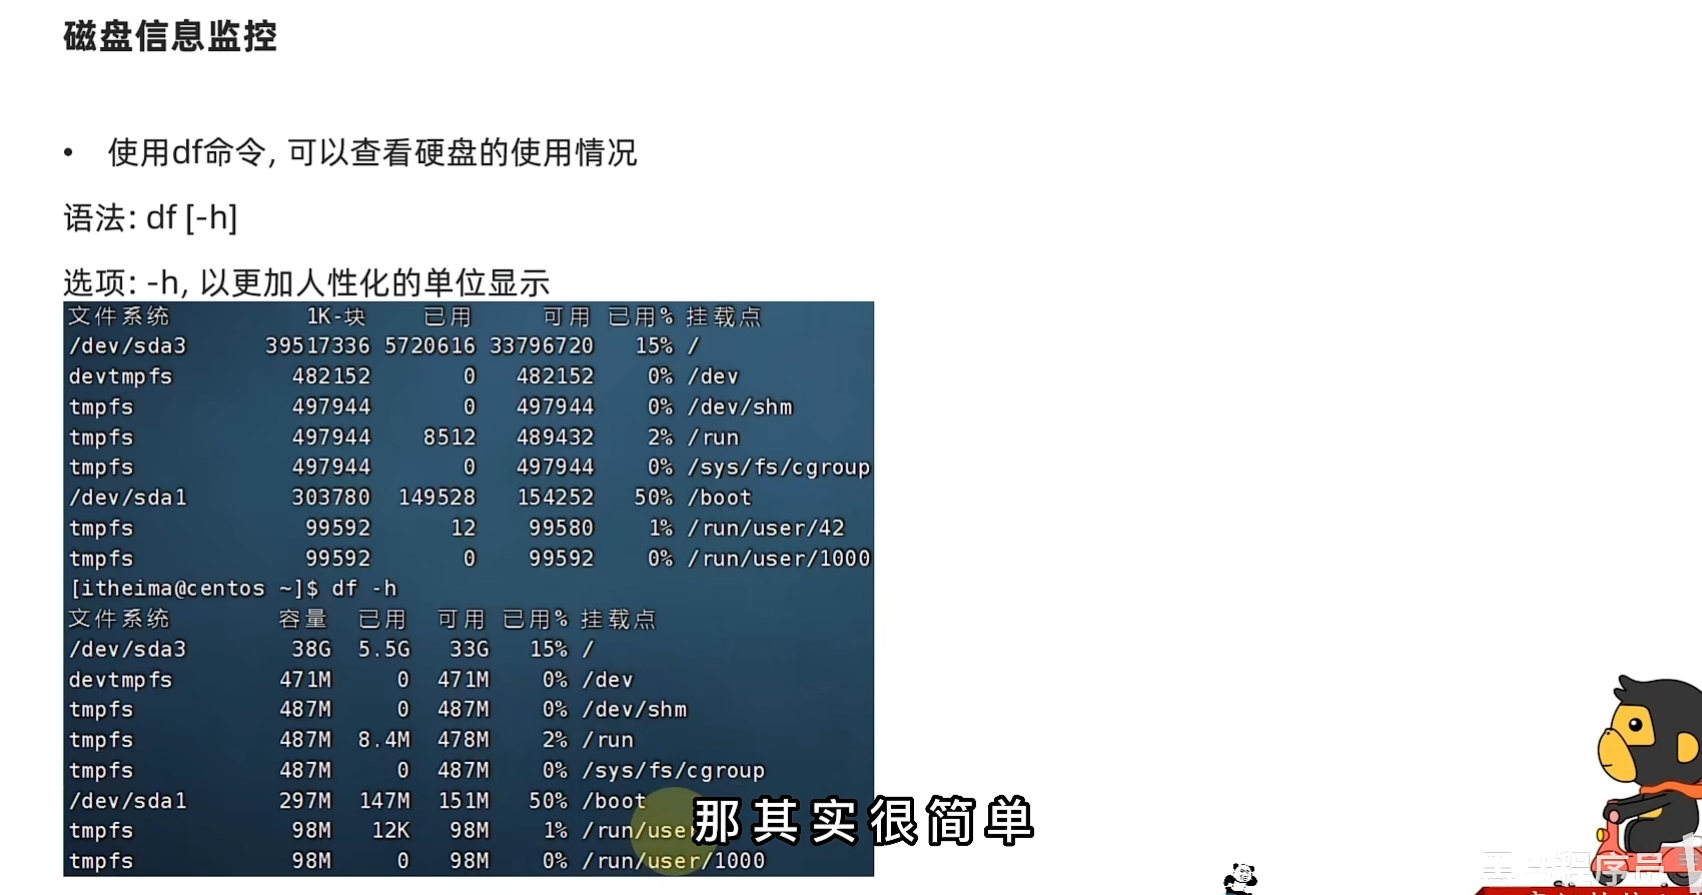 磁盘信息监控
• 使用df命令, 可以查看硬盘的使用情况
语法: df [-h]
选项: -h, 以更加人性化的单位显示
文件系统 1K-块 已用 可用 已用% 挂载点
/dev/sda3 39517336 5720616 33796720 15% /
devtmpfs 482152 0 482152 0% /dev
tmpfs 497944 0 497944 0% /dev/shm
tmpfs 497944 8512 489432 2% /run
tmpfs 497944 0 497944 0% /sys/fs/cgroup
/dev/sda1 303780 149528 154252 50% /boot
tmpfs 99592 12 99580 1% /run/user/42
tmpfs 99592 0 99592 0% /run/user/1000
[itheima@centos ~]$ df -h
文件系统 容量 已用 可用 已用% 挂载点
/dev/sda3 38G 5.5G 33G 15% /
devtmpfs 471M 0 471M 0% /dev
tmpfs 487M 0 487M 0% /dev/shm
tmpfs 487M 8.4M 478M 2% /run
tmpfs 487M 0 487M 0% /sys/fs/cgroup
/dev/sda1 297M 147M 151M 50% /boot
tmpfs 98M 12K 98M 1% /run/use
那其实很简单
tmpfs 98M 0 98M 0% /run/user/1000
程序员